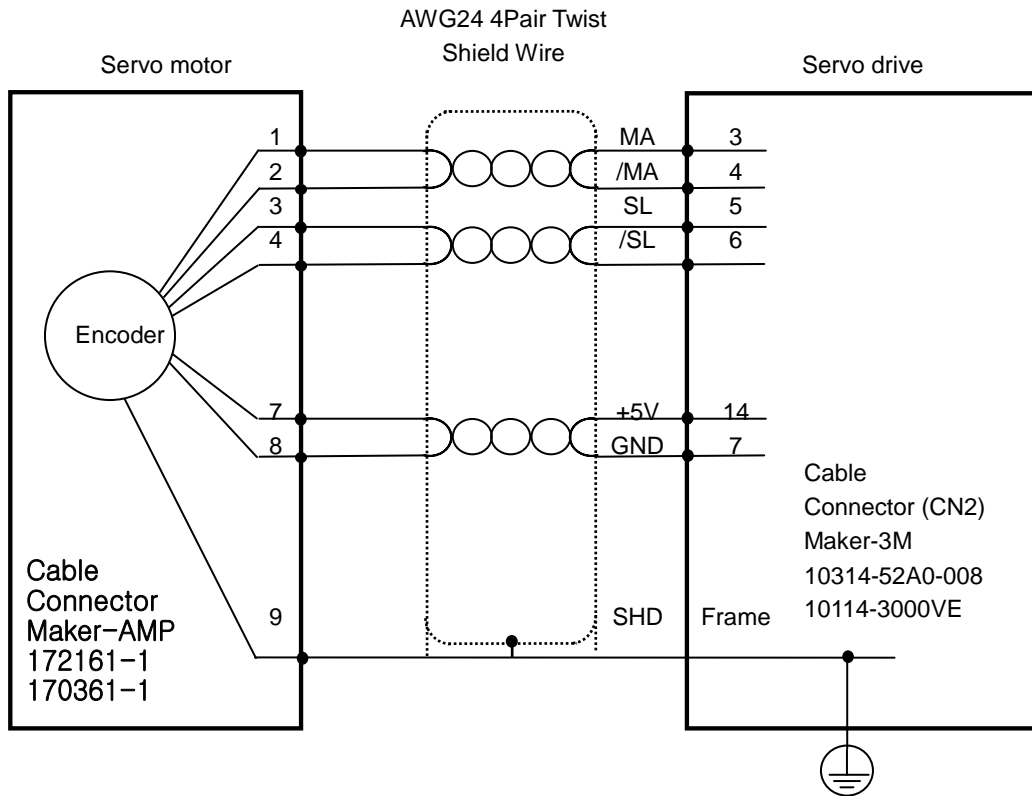 AWG24 4Pair Twist
Shield Wire
Servo motor
Servo drive
1
MA
3
2
/MA
4
3
SL
5
4
/SL
6
Encoder
7
+5V
14
8
GND
7
Cable
Connector (CN2)
Maker-3M
10314-52A0-008
10114-3000VE
Cable
Connector
Maker-AMP
172161-1
170361-1
9
SHD
Frame